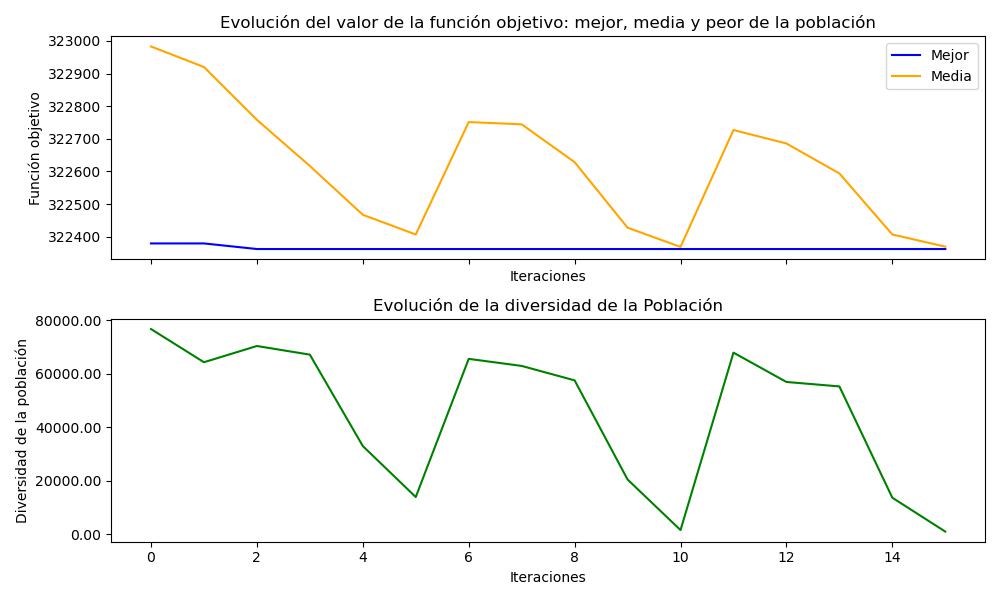 Evolución del valor de la función objetivo: mejor, media y peor de la población
323000
322900
322800
322700
322600
322500
322400
Función objetivo
Mejor
Media
Iteraciones
Evolución de la diversidad de la Población
80000.00
60000.00
40000.00
20000.00
0.00
Diversidad de la población
0 2 4 6 8 10 12 14
Iteraciones